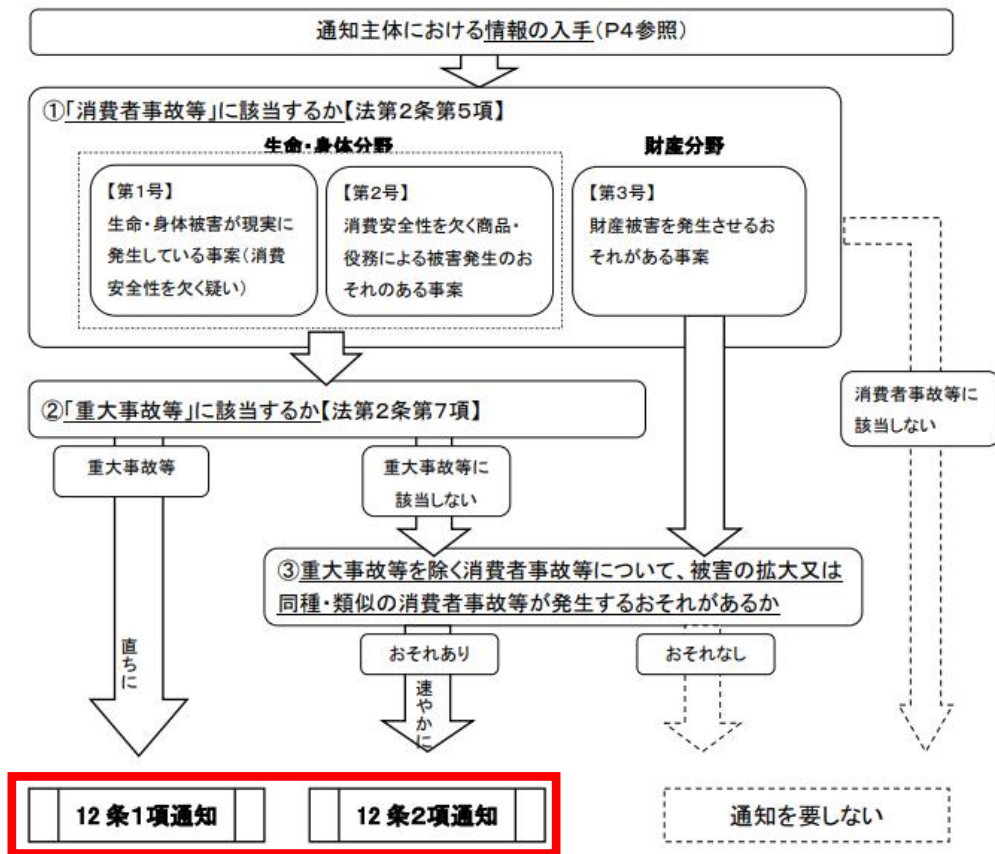 通知主体における情報の入手(P4参照)
①「消費者事故等」に該当するか【法第2条第5項】
生命・身体分野
財産分野
【第1号】
生命・身体被害が現実に
発生している事案(消費
安全性を欠く疑い)
【第2号】
消費安全性を欠く商品・
役務による被害発生のお
それのある事案
【第3号】
財産被害を発生させるお
それがある事案
消費者事故等に
該当しない
②「重大事故等」に該当するか【法第2条第7項】
重大事故等
重大事故等に
該当しない
③重大事故等を除く消費者事故等について、被害の拡大又は
同種・類似の消費者事故等が発生するおそれがあるか
おそれあり
おそれなし
直ちに
速やかに
12条1項通知
12条2項通知
通知を要しない